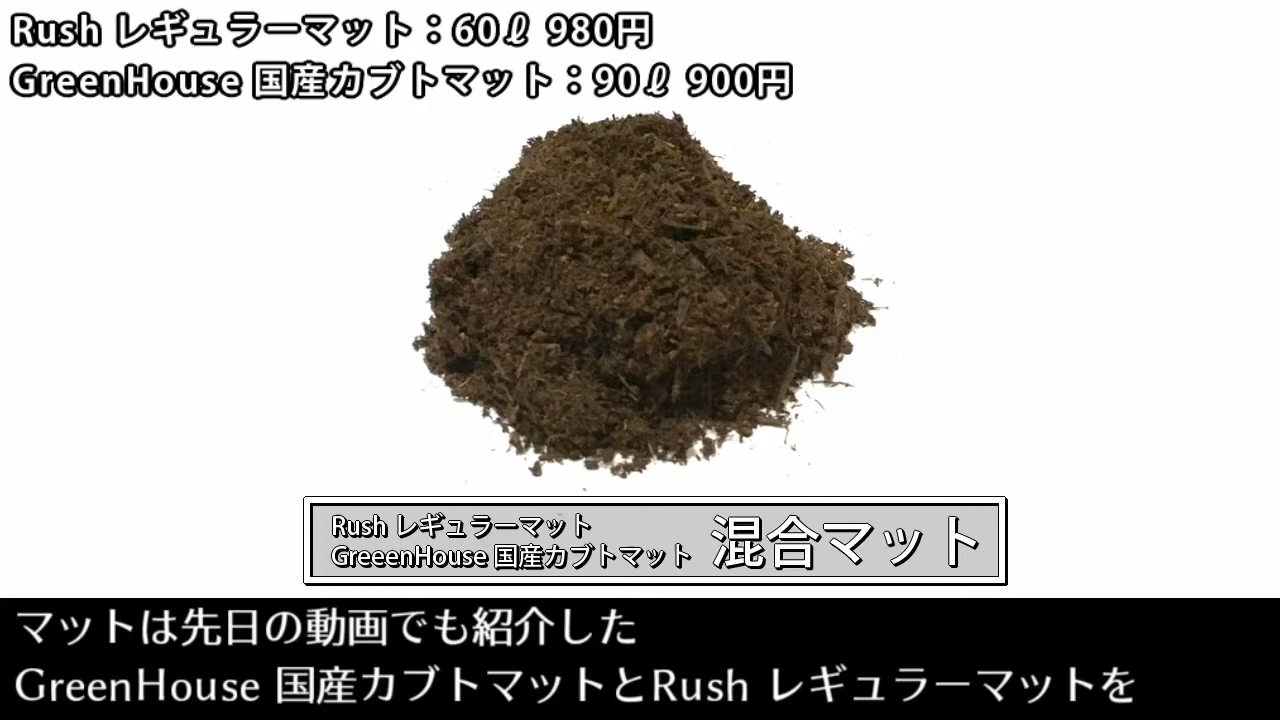 Rush レギュラーマット：60ℓ 980円
GreenHouse 国産カブトマット：90ℓ 900円
Rush レギュラーマット
GreeenHouse 国産カブトマット
混合マット
マットは先日の動画でも紹介した
GreenHouse 国産カブトマットとRush レギュラーマットを